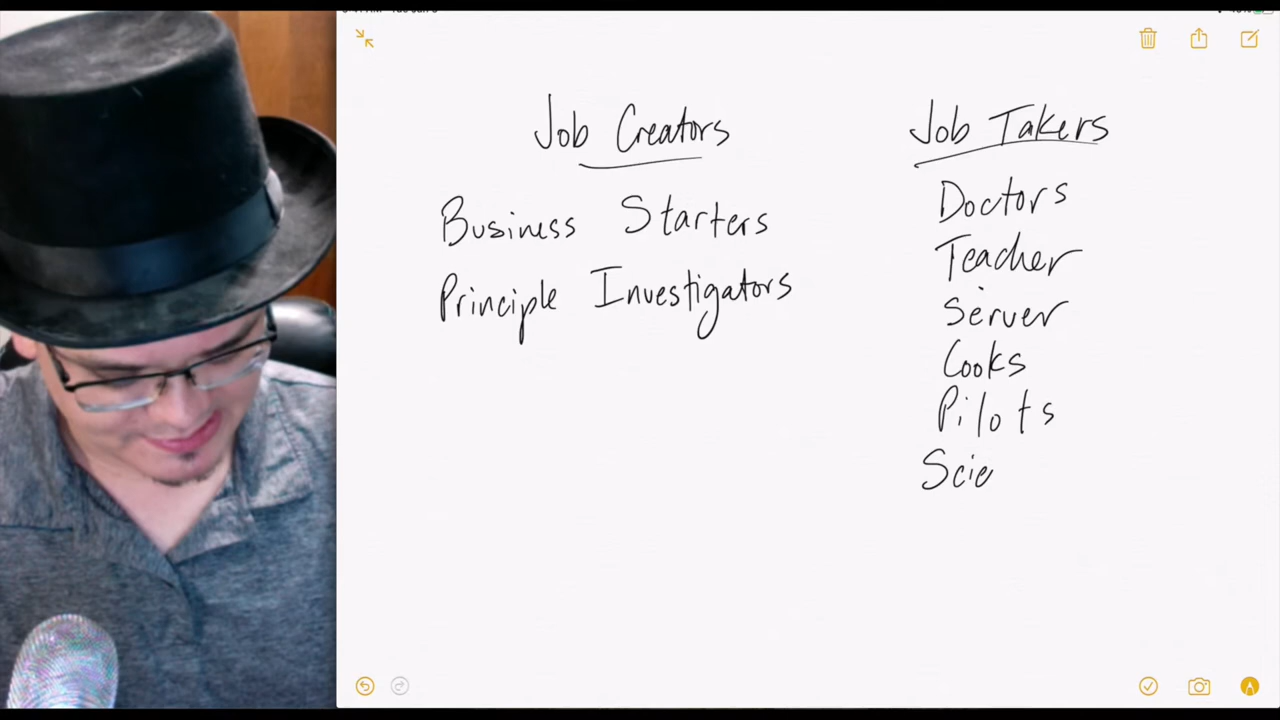 Job Creators
Business Starters
Principle Investigators
Job Takers
Doctors
Teacher
Server
Cooks
Pilots
Scie